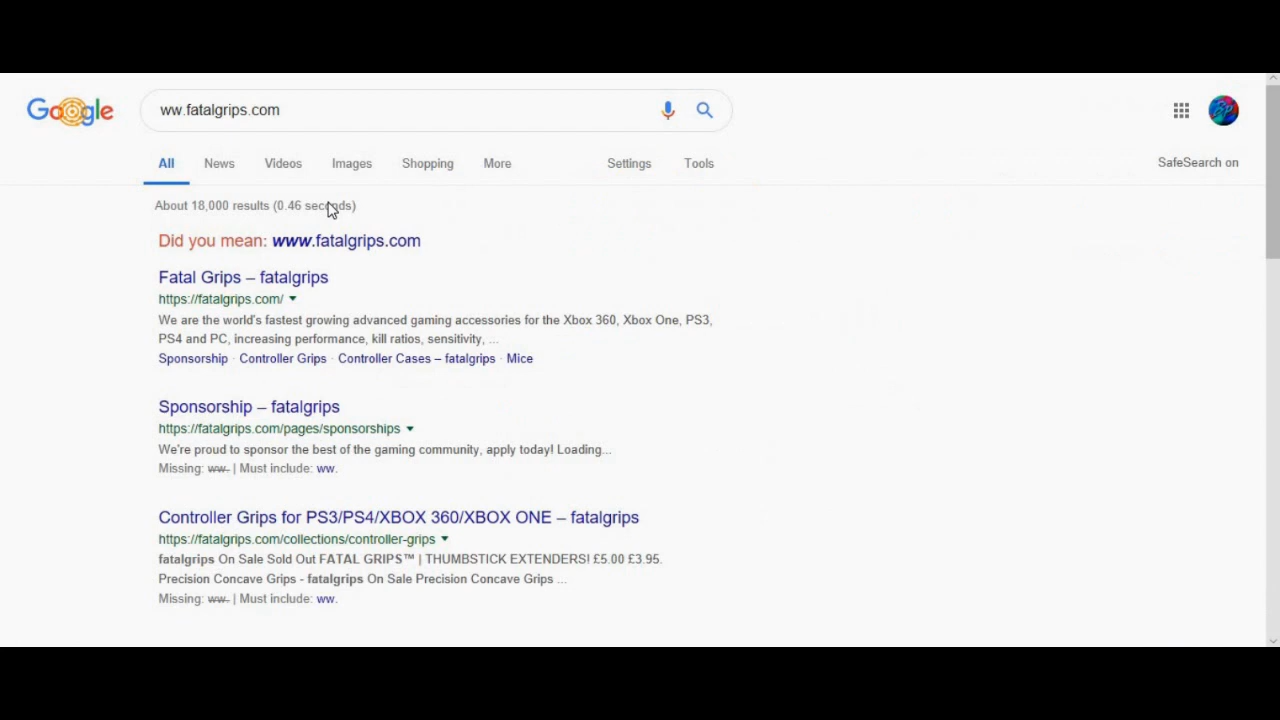 Google
ww.fatalgrips.com
All News Videos Images Shopping More Settings Tools
SafeSearch on
About 18,000 results (0.46 seconds)
Did you mean: www.fatalgrips.com
Fatal Grips – fatalgrips
https://fatalgrips.com/
We are the world's fastest growing advanced gaming accessories for the Xbox 360, Xbox One, PS3,
PS4 and PC, increasing performance, kill ratios, sensitivity, ...
Sponsorship · Controller Grips · Controller Cases – fatalgrips · Mice
Sponsorship – fatalgrips
https://fatalgrips.com/pages/sponsorships
We're proud to sponsor the best of the gaming community, apply today! Loading...
Missing: ww. | Must include: ww.
Controller Grips for PS3/PS4/XBOX 360/XBOX ONE – fatalgrips
https://fatalgrips.com/collections/controller-grips
fatalgrips On Sale Sold Out FATAL GRIPS™ | THUMBSTICK EXTENDERS! £5.00 £3.95.
Precision Concave Grips - fatalgrips On Sale Precision Concave Grips ...
Missing: ww. | Must include: ww.